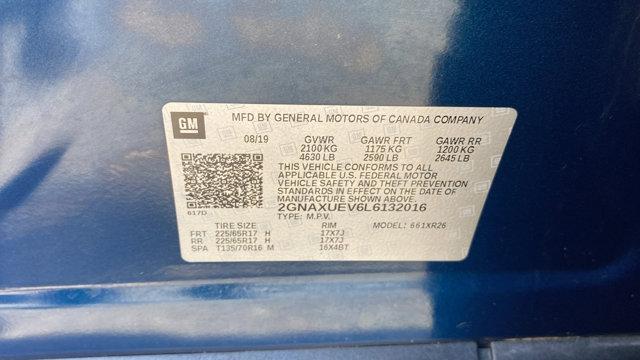 GM
MFD BY GENERAL MOTORS OF CANADA COMPANY
08/19 GVWR GAWR FRT GAWR RR
2100 KG 1175 KG 1200 KG
4630 LB 2590 LB 2645 LB
THIS VEHICLE CONFORMS TO ALL
APPLICABLE U.S. FEDERAL MOTOR
VEHICLE SAFETY AND THEFT PREVENTION
STANDARDS IN EFFECT ON THE DATE OF
MANUFACTURE SHOWN ABOVE.
2GNAXUEV6L6132016
617D TYPE: M.P.V.
TIRE SIZE RIM MODEL: 661XR26
FRT 225/65R17 H 17X7J
RR 225/65R17 H 17X7J
SPA T135/70R16 M 16X4BT